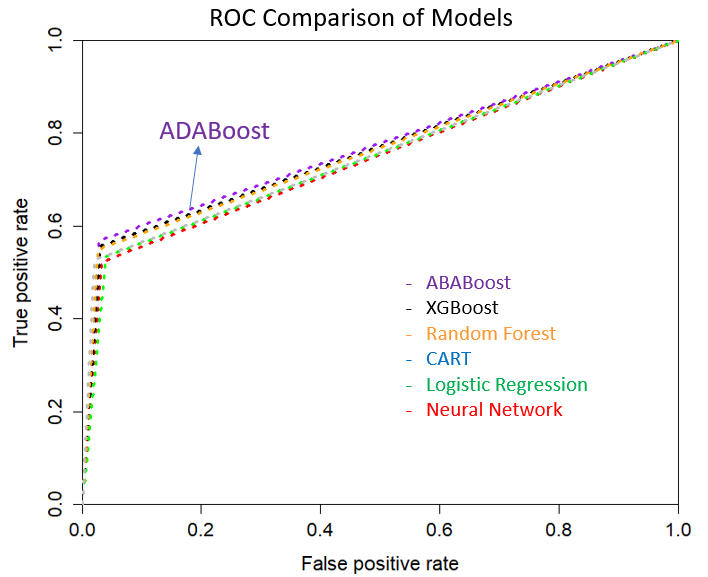 ROC Comparison of Models
True positive rate
1.0
0.8
0.6
0.4
0.2
0.0
ADABoost
- ABABoost
- XGBoost
- Random Forest
- CART
- Logistic Regression
- Neural Network
0.0 0.2 0.4 0.6 0.8 1.0
False positive rate